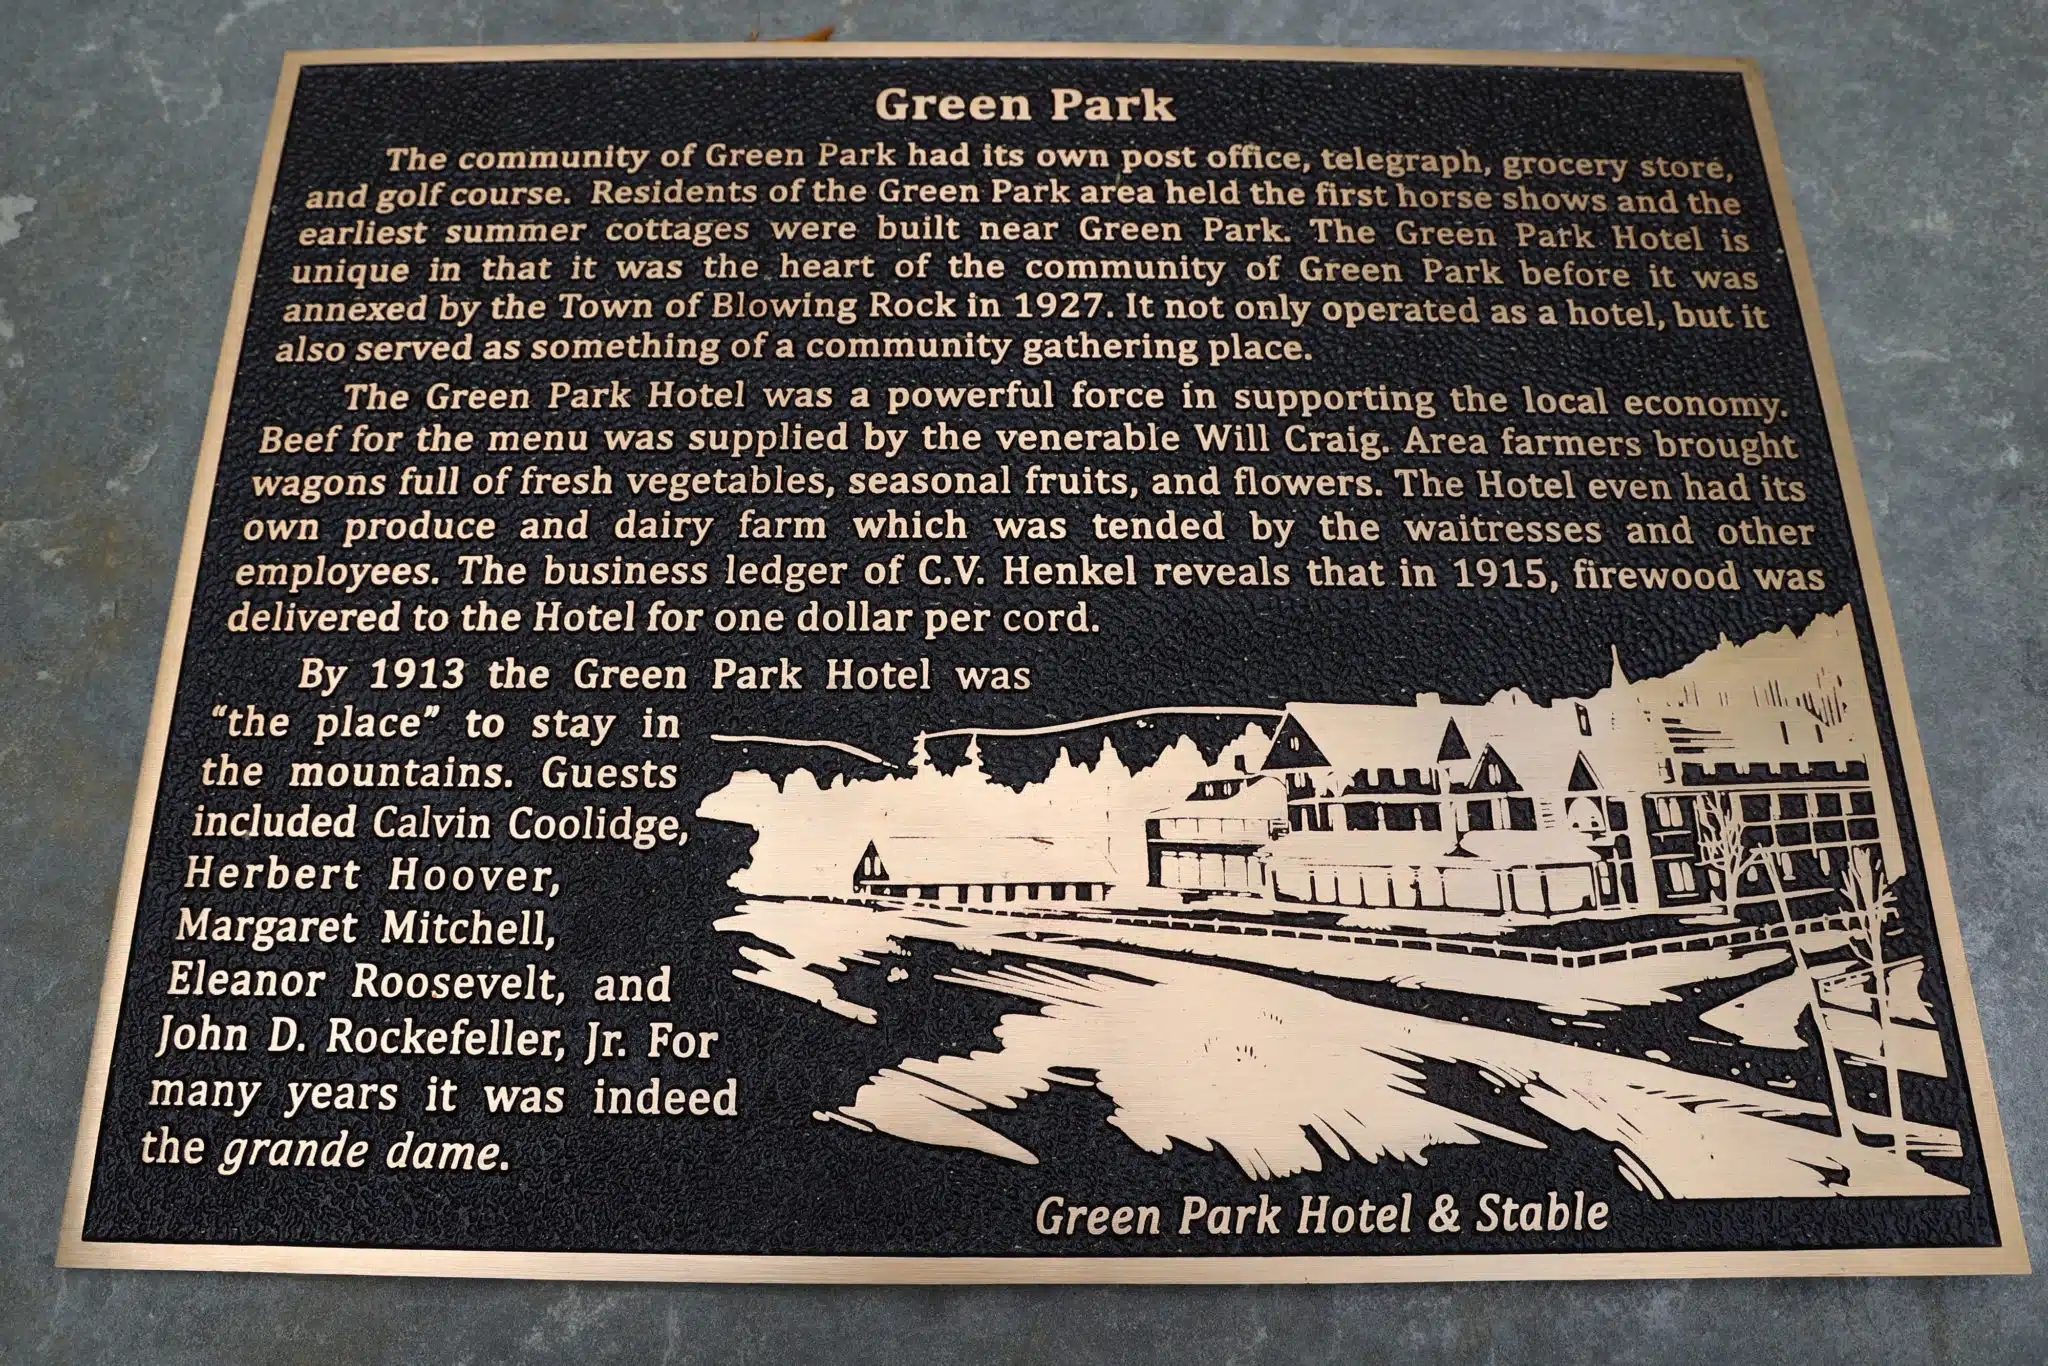 Green Park
The community of Green Park had its own post office, telegraph, grocery store,
and golf course. Residents of the Green Park area held the first horse shows and the
earliest summer cottages were built near Green Park. The Green Park Hotel is
unique in that it was the heart of the community of Green Park before it was
annexed by the Town of Blowing Rock in 1927. It not only operated as a hotel, but it
also served as something of a community gathering place.
The Green Park Hotel was a powerful force in supporting the local economy.
Beef for the menu was supplied by the venerable Will Craig. Area farmers brought
wagons full of fresh vegetables, seasonal fruits, and flowers. The Hotel even had its
own produce and dairy farm which was tended by the waitresses and other
employees. The business ledger of C.V. Henkel reveals that in 1915, firewood was
delivered to the Hotel for one dollar per cord.
By 1913 the Green Park Hotel was
“the place” to stay in
the mountains. Guests
included Calvin Coolidge,
Herbert Hoover,
Margaret Mitchell,
Eleanor Roosevelt, and
John D. Rockefeller, Jr. For
many years it was indeed
the grande dame.
Green Park Hotel & Stable